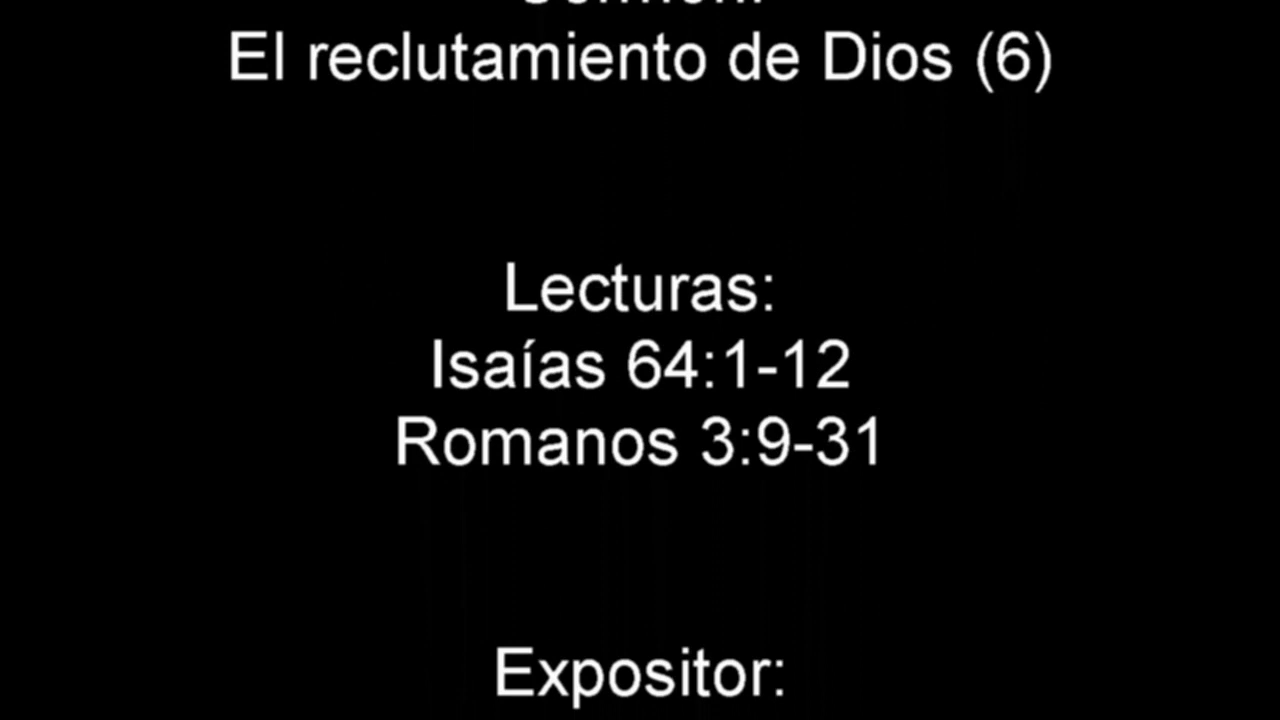 El reclutamiento de Dios (6)
Lecturas:
Isaías 64:1-12
Romanos 3:9-31
Expositor: